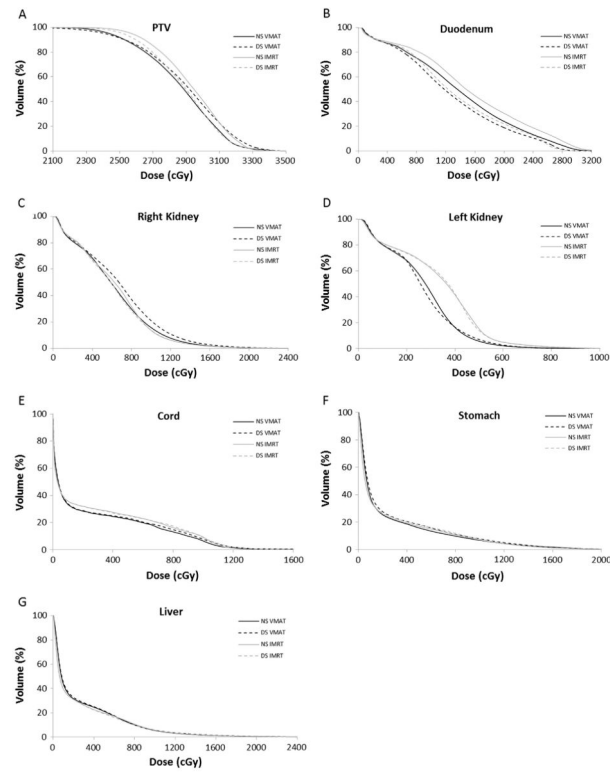 A
PTV
NS VMAT
DS VMAT
NS IMRT
DS IMRT
Volume (%)
100
80
60
40
20
0
2100 2300 2500 2700 2900 3100 3300 3500
Dose (cGy)
B
Duodenum
NS VMAT
DS VMAT
NS IMRT
DS IMRT
Volume (%)
100
80
60
40
20
0
0 400 800 1200 1600 2000 2400 2800 3200
Dose (cGy)
C
Right Kidney
NS VMAT
DS VMAT
NS IMRT
DS IMRT
Volume (%)
100
80
60
40
20
0
0 400 800 1200 1600 2000 2400
Dose (cGy)
D
Left Kidney
NS VMAT
DS VMAT
NS IMRT
DS IMRT
Volume (%)
100
80
60
40
20
0
0 200 400 600 800 1000
Dose (cGy)
E
Cord
NS VMAT
DS VMAT
NS IMRT
DS IMRT
Volume (%)
100
80
60
40
20
0
0 400 800 1200 1600
Dose (cGy)
F
Stomach
NS VMAT
DS VMAT
NS IMRT
DS IMRT
Volume (%)
100
80
60
40
20
0
0 400 800 1200 1600 2000
Dose (cGy)
G
Liver
NS VMAT
DS VMAT
NS IMRT
DS IMRT
Volume (%)
100
80
60
40
20
0
0 400 800 1200 1600 2000 2400
Dose (cGy)